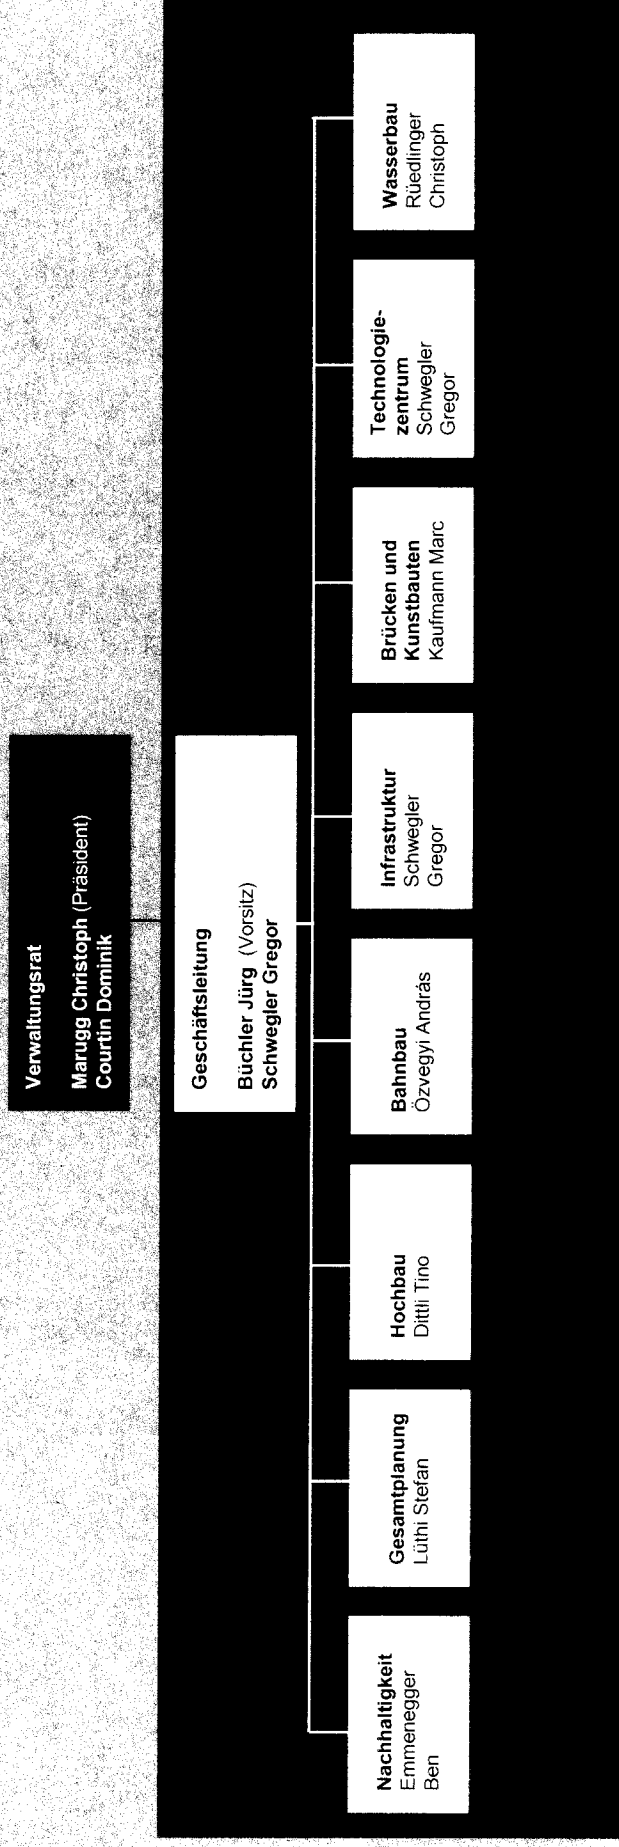 Verwaltungsrat
Marugg Christoph (Präsident)
Courtin Dominik
Geschäftsleitung
Büchler Jürg (Vorsitz)
Schwegler Gregor
Nachhaltigkeit
Emmenegger
Ben
Gesamtplanung
Lüthi Stefan
Hochbau
Dittli Tino
Bahnbau
Özvegyi András
Infrastruktur
Schwegler
Gregor
Brücken und
Kunstbauten
Kaufmann Marc
Technologie-
zentrum
Schwegler
Gregor
Wasserbau
Rüedlinger
Christoph